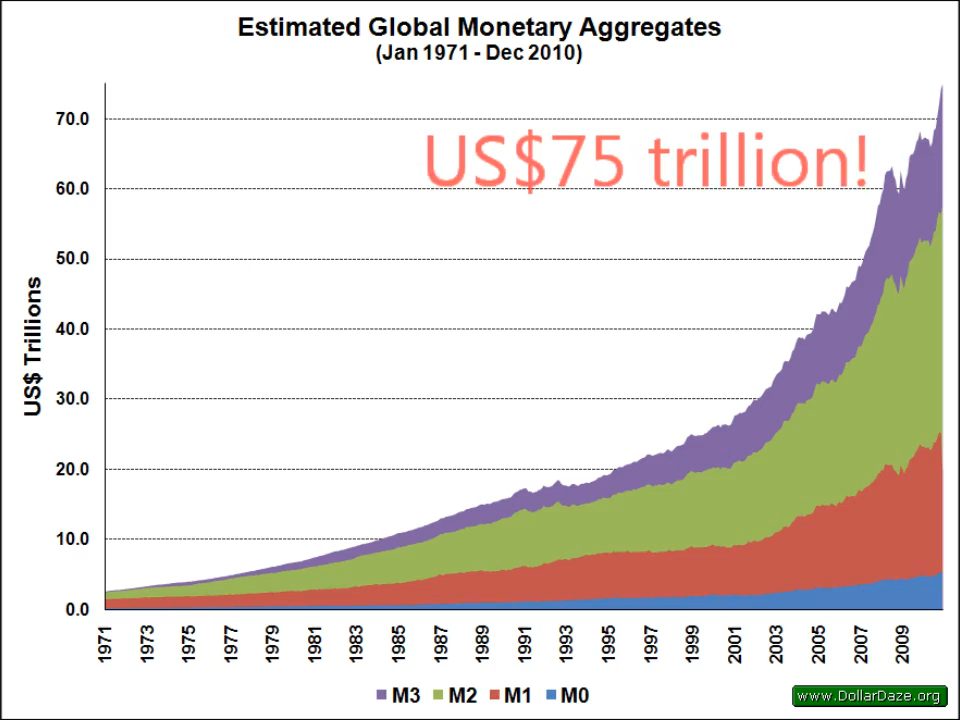 Estimated Global Monetary Aggregates
(Jan 1971 - Dec 2010)
US$75 trillion!
US$ Trillions
70.0
60.0
50.0
40.0
30.0
20.0
10.0
0.0
1971 1973 1975 1977 1979 1981 1983 1985 1987 1989 1991 1993 1995 1997 1999 2001 2003 2005 2007 2009
M3 M2 M1 M0
www.DollarDaze.org